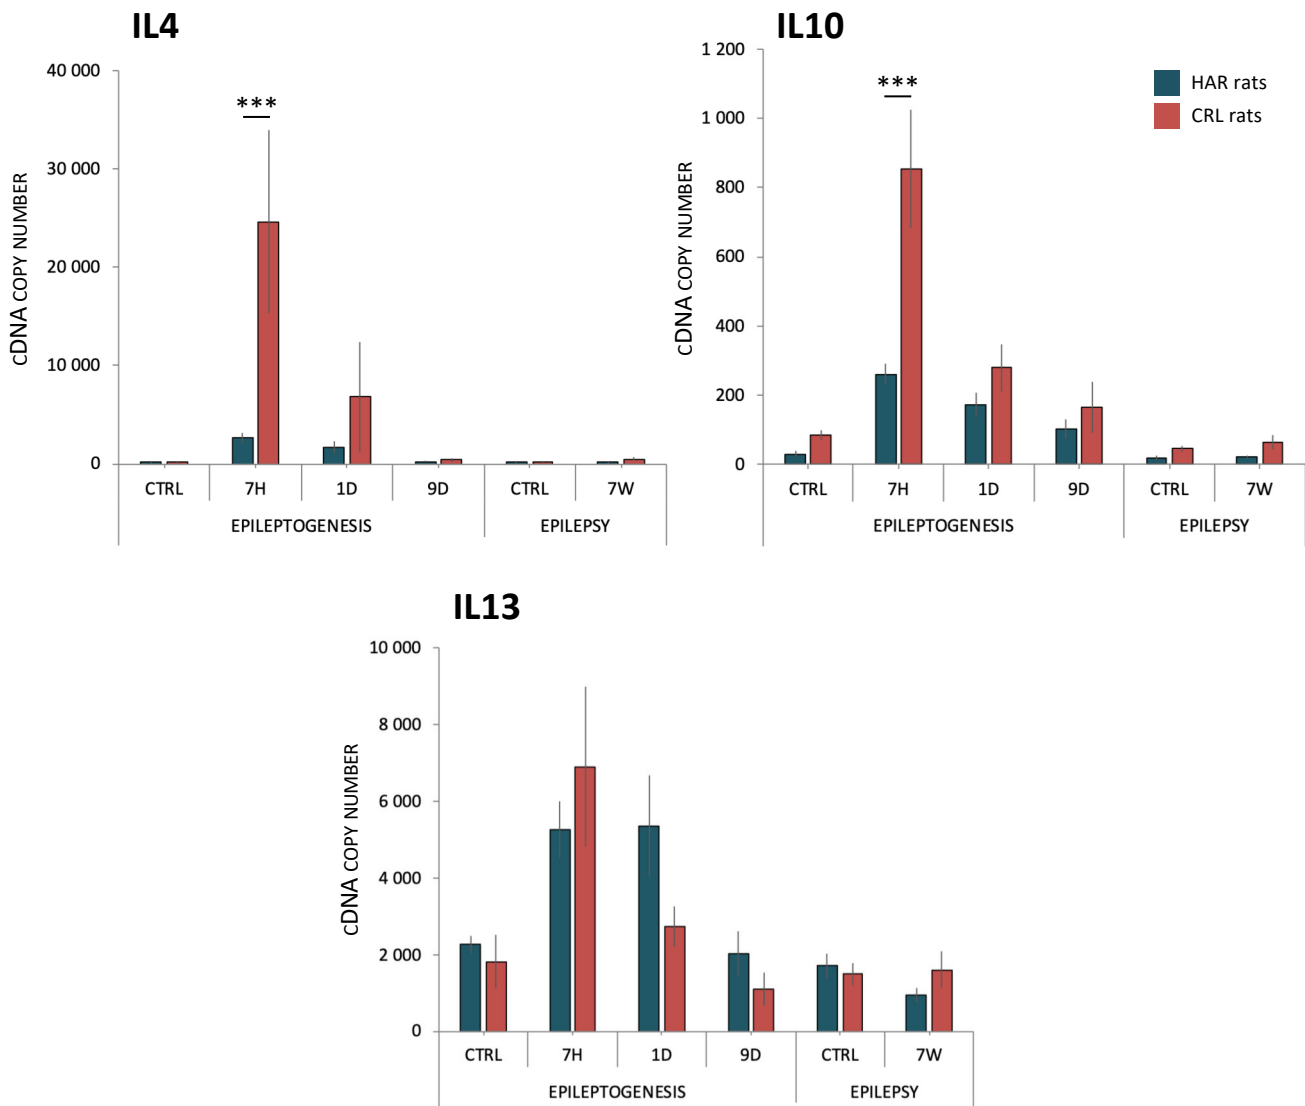 IL4
40 000
30 000
20 000
10 000
0
CDNA COPY NUMBER
***
CTRL 7H 1D 9D CTRL 7W
EPILEPTOGENESIS EPILEPSY
IL10
1 200
1 000
800
600
400
200
0
CDNA COPY NUMBER
***
HAR rats
CRL rats
CTRL 7H 1D 9D CTRL 7W
EPILEPTOGENESIS EPILEPSY
IL13
10 000
8 000
6 000
4 000
2 000
0
CDNA COPY NUMBER
CTRL 7H 1D 9D CTRL 7W
EPILEPTOGENESIS EPILEPSY